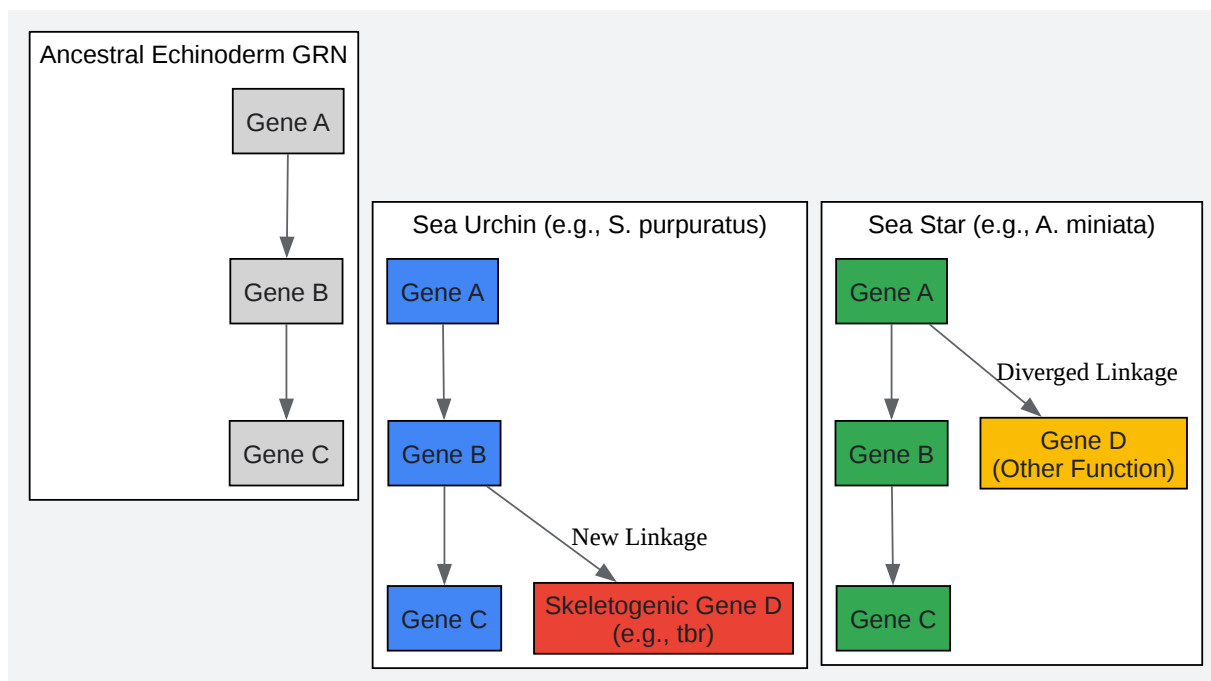 Ancestral Echinoderm GRN
Gene A
Gene B
Gene C
Sea Urchin (e.g., S. purpuratus)
Gene A
Gene B
New Linkage
Gene C
Skeletogenic Gene D
(e.g., tbr)
Sea Star (e.g., A. miniata)
Gene A
Diverged Linkage
Gene B
Gene D
(Other Function)
Gene C